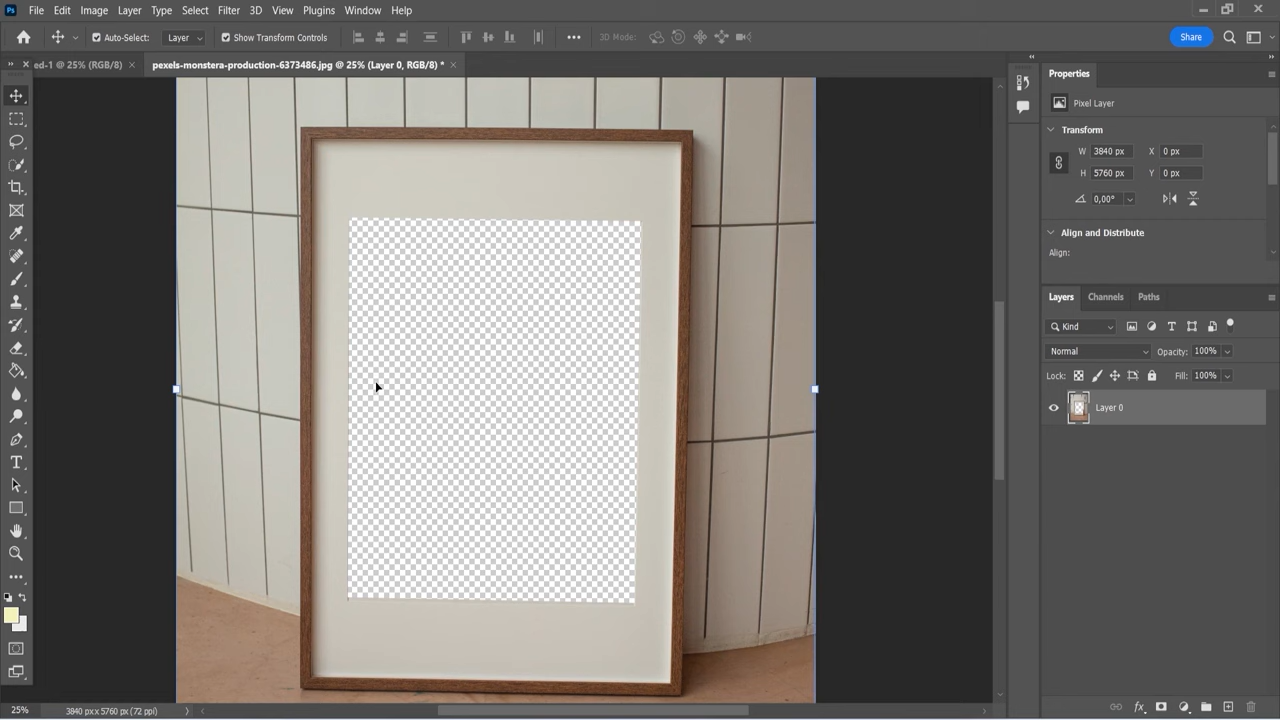 Ps File Edit Image Layer Type Select Filter 3D View Plugins Window Help
Auto-Select: Layer Show Transform Controls 3D Mode: Share
ed-1 @ 25% (RGB/8) × pexels-monstera-production-6373486.jpg @ 25% (Layer 0, RGB/8) * ×
Properties
Pixel Layer
Transform
W 3840 px X 0 px
H 5760 px Y 0 px
0,00°
Align and Distribute
Align:
Layers Channels Paths
Kind
Normal Opacity: 100%
Lock: Fill: 100%
Layer 0
fx
25% 3840 px x 5760 px (72 ppi)